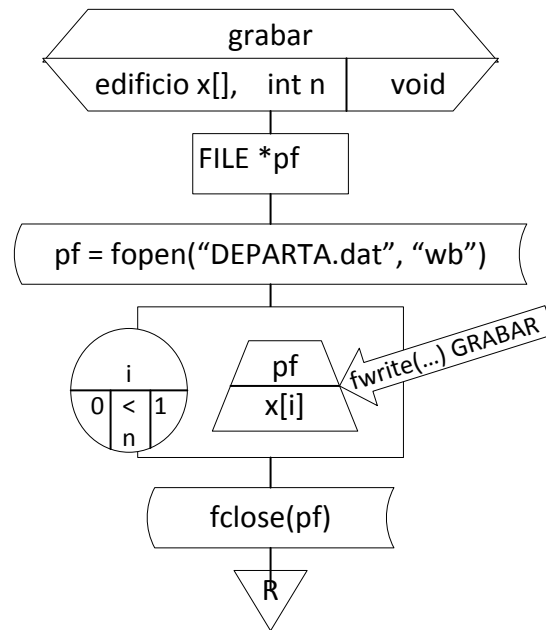 grabar
edificio x[], int n void
FILE *pf
pf = fopen(“DEPARTA.dat”, “wb”)
i
0 < 1
n
pf
x[i]
fwrite(…) GRABAR
fclose(pf)
R